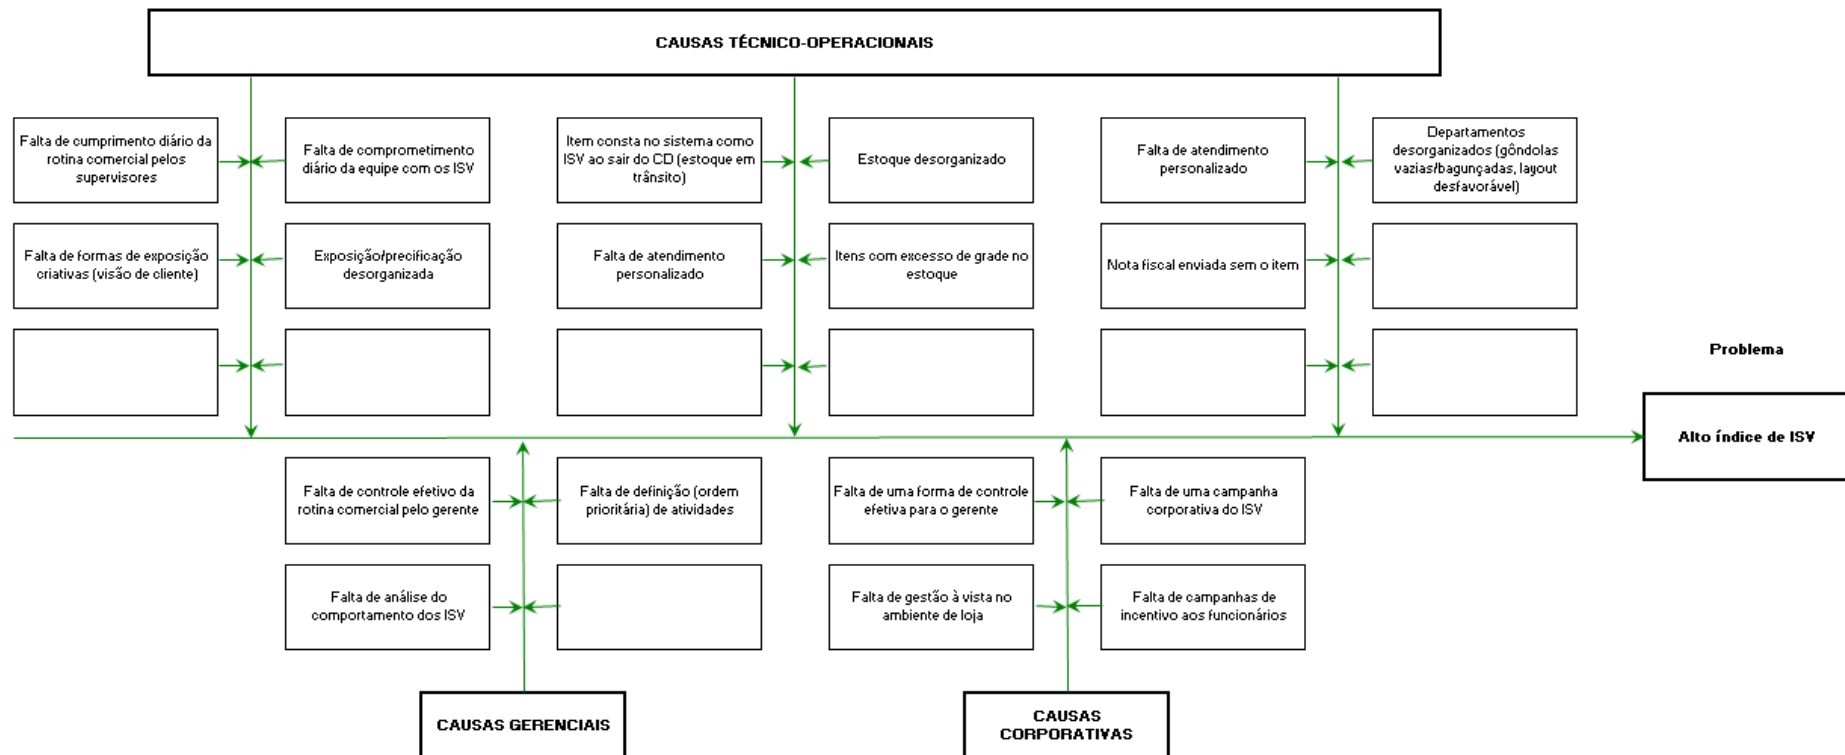 CAUSAS TÉCNICO-OPERACIONAIS
Falta de cumprimento diário da
rotina comercial pelos
supervisores
Falta de comprometimento
diário da equipe com os ISV
Item consta no sistema como
ISV ao sair do CD (estoque em
trânsito)
Estoque desorganizado
Falta de atendimento
personalizado
Departamentos
desorganizados (gôndolas
vazias/bagunçadas, layout
desfavorável)
Falta de formas de exposição
criativas (visão de cliente)
Exposição/precificação
desorganizada
Falta de atendimento
personalizado
Itens com excesso de grade no
estoque
Nota fiscal enviada sem o item
Problema
Alto índice de ISV
Falta de controle efetivo da
rotina comercial pelo gerente
Falta de definição (ordem
prioritária) de atividades
Falta de uma forma de controle
efetiva para o gerente
Falta de uma campanha
corporativa do ISV
Falta de análise do
comportamento dos ISV
Falta de gestão à vista no
ambiente de loja
Falta de campanhas de
incentivo aos funcionários
CAUSAS GERENCIAIS
CAUSAS
CORPORATIVAS